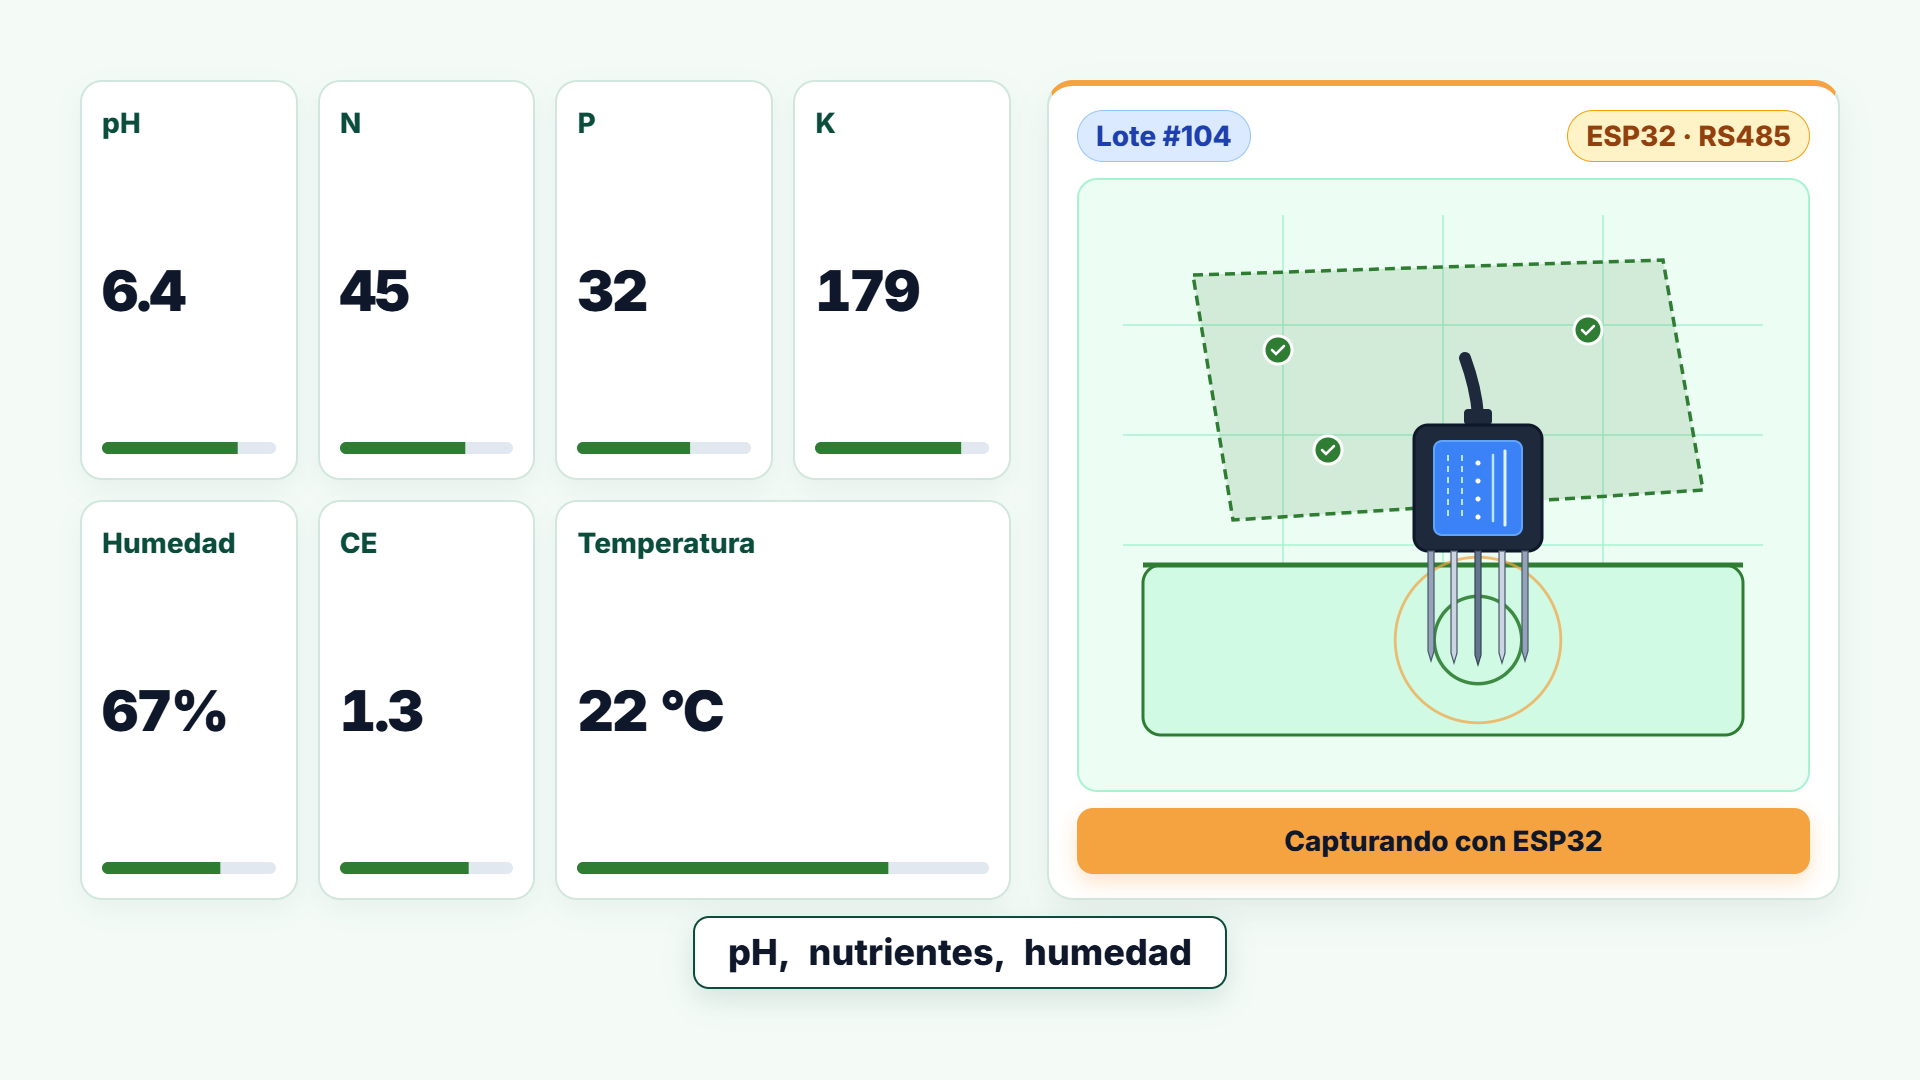 pH
6.4
N
45
P
32
K
179
Humedad
67%
CE
1.3
Temperatura
22 °C
Lote #104
ESP32 · RS485
Capturando con ESP32
pH, nutrientes, humedad